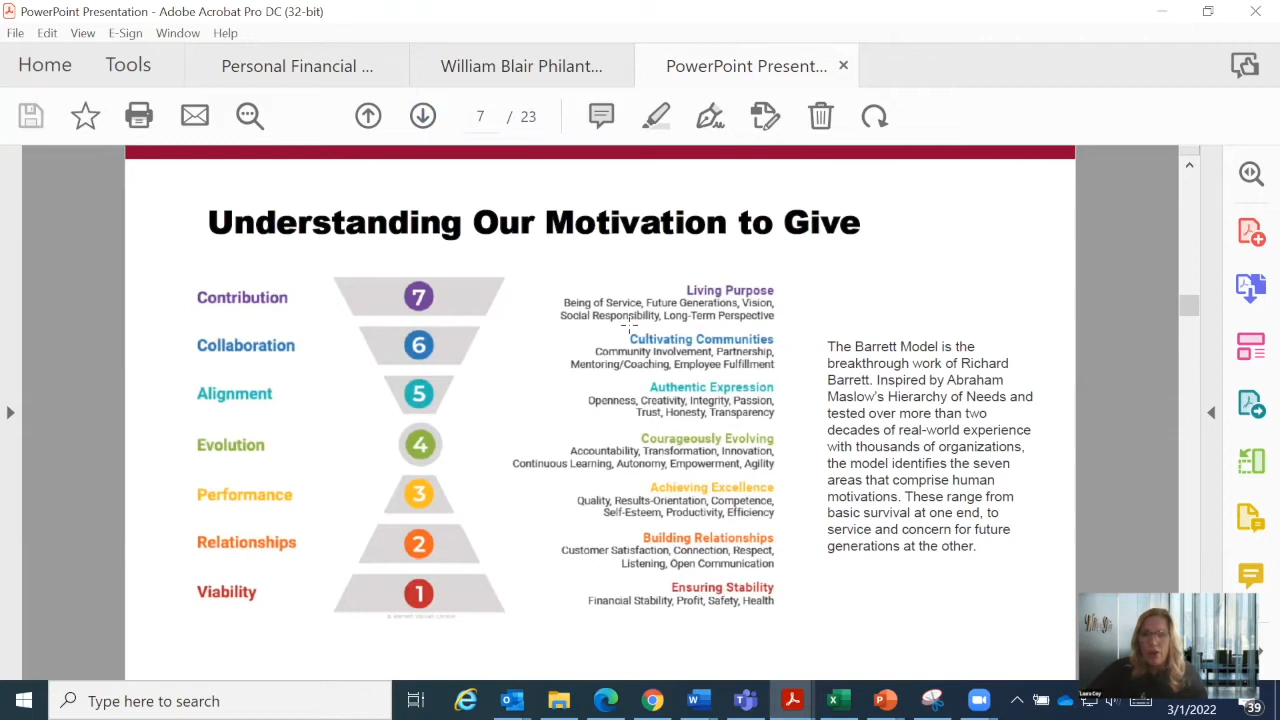 PowerPoint Presentation - Adobe Acrobat Pro DC (32-bit)
File Edit View E-Sign Window Help
Home Tools Personal Financial ... William Blair Philant... PowerPoint Present...
7 / 23
Understanding Our Motivation to Give
Contribution
7
Living Purpose
Being of Service, Future Generations, Vision,
Social Responsibility, Long-Term Perspective
Collaboration
6
Cultivating Communities
Community Involvement, Partnership,
Mentoring/Coaching, Employee Fulfillment
Alignment
5
Authentic Expression
Openness, Creativity, Integrity, Passion,
Trust, Honesty, Transparency
Evolution
4
Courageously Evolving
Accountability, Transformation, Innovation,
Continuous Learning, Autonomy, Empowerment, Agility
Performance
3
Achieving Excellence
Quality, Results-Orientation, Competence,
Self-Esteem, Productivity, Efficiency
Relationships
2
Building Relationships
Customer Satisfaction, Connection, Respect,
Listening, Open Communication
Viability
1
Ensuring Stability
Financial Stability, Profit, Safety, Health
The Barrett Model is the
breakthrough work of Richard
Barrett. Inspired by Abraham
Maslow's Hierarchy of Needs and
tested over more than two
decades of real-world experience
with thousands of organizations,
the model identifies the seven
areas that comprise human
motivations. These range from
basic survival at one end, to
service and concern for future
generations at the other.
Type here to search
3/1/2022
39